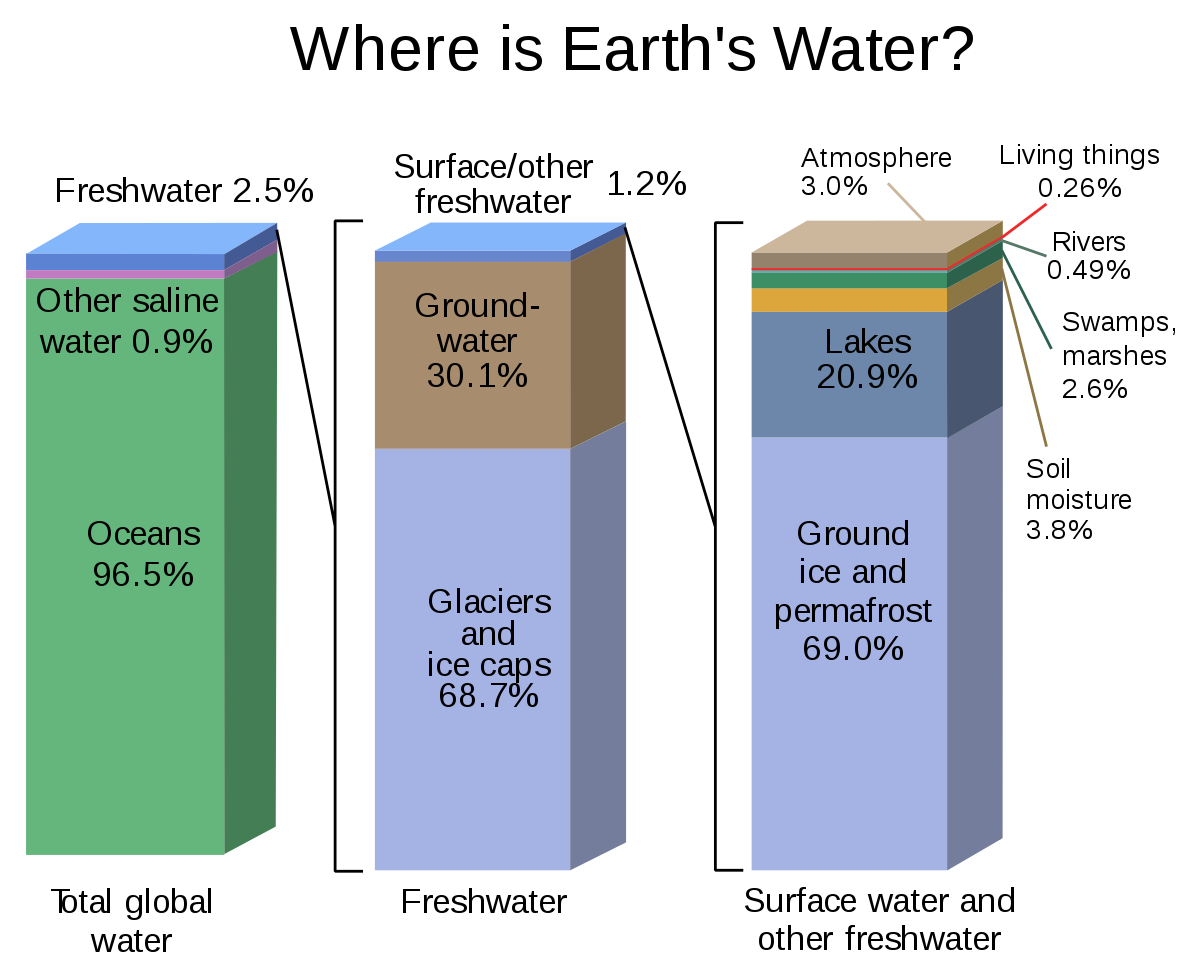 Where is Earth's Water?
Freshwater 2.5%
Other saline
water 0.9%
Oceans
96.5%
Total global
water
Surface/other
freshwater
1.2%
Ground-
water
30.1%
Glaciers
and
ice caps
68.7%
Freshwater
Atmosphere
3.0%
Living things
0.26%
Rivers
0.49%
Swamps,
marshes
2.6%
Soil
moisture
3.8%
Lakes
20.9%
Ground
ice and
permafrost
69.0%
Surface water and
other freshwater